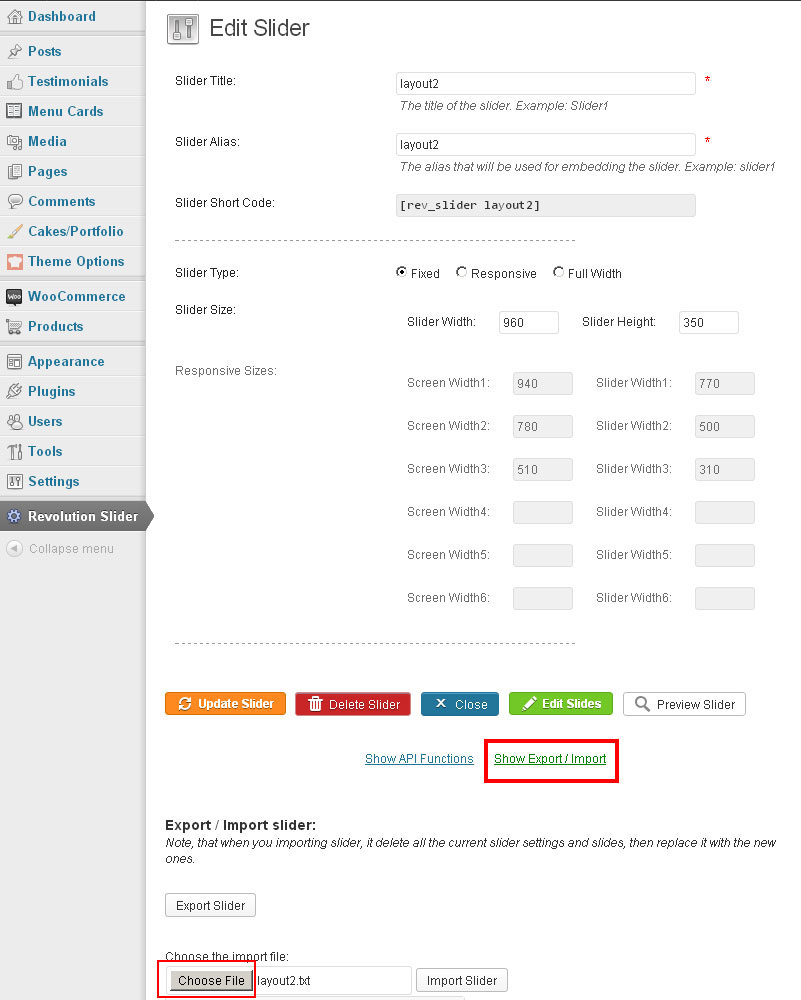 Dashboard
Posts
Testimonials
Menu Cards
Media
Pages
Comments
Cakes/Portfolio
Theme Options
Woo WooCommerce
Products
Appearance
Plugins
Users
Tools
Settings
Revolution Slider
Collapse menu
Edit Slider
Slider Title: layout2 *
The title of the slider. Example: Slider1
Slider Alias: layout2 *
The alias that will be used for embedding the slider. Example: slider1
Slider Short Code: [rev_slider layout2]
Slider Type: Fixed Responsive Full Width
Slider Size: Slider Width: 960 Slider Height: 350
Responsive Sizes: Screen Width1: 940 Slider Width1: 770
Screen Width2: 780 Slider Width2: 500
Screen Width3: 510 Slider Width3: 310
Screen Width4: Slider Width4:
Screen Width5: Slider Width5:
Screen Width6: Slider Width6:
Update Slider Delete Slider X Close Edit Slides Preview Slider
Show API Functions Show Export / Import
Export / Import slider:
Note, that when you importing slider, it delete all the current slider settings and slides, then replace it with the new
ones.
Export Slider
Choose the import file:
Choose File layout2.txt Import Slider